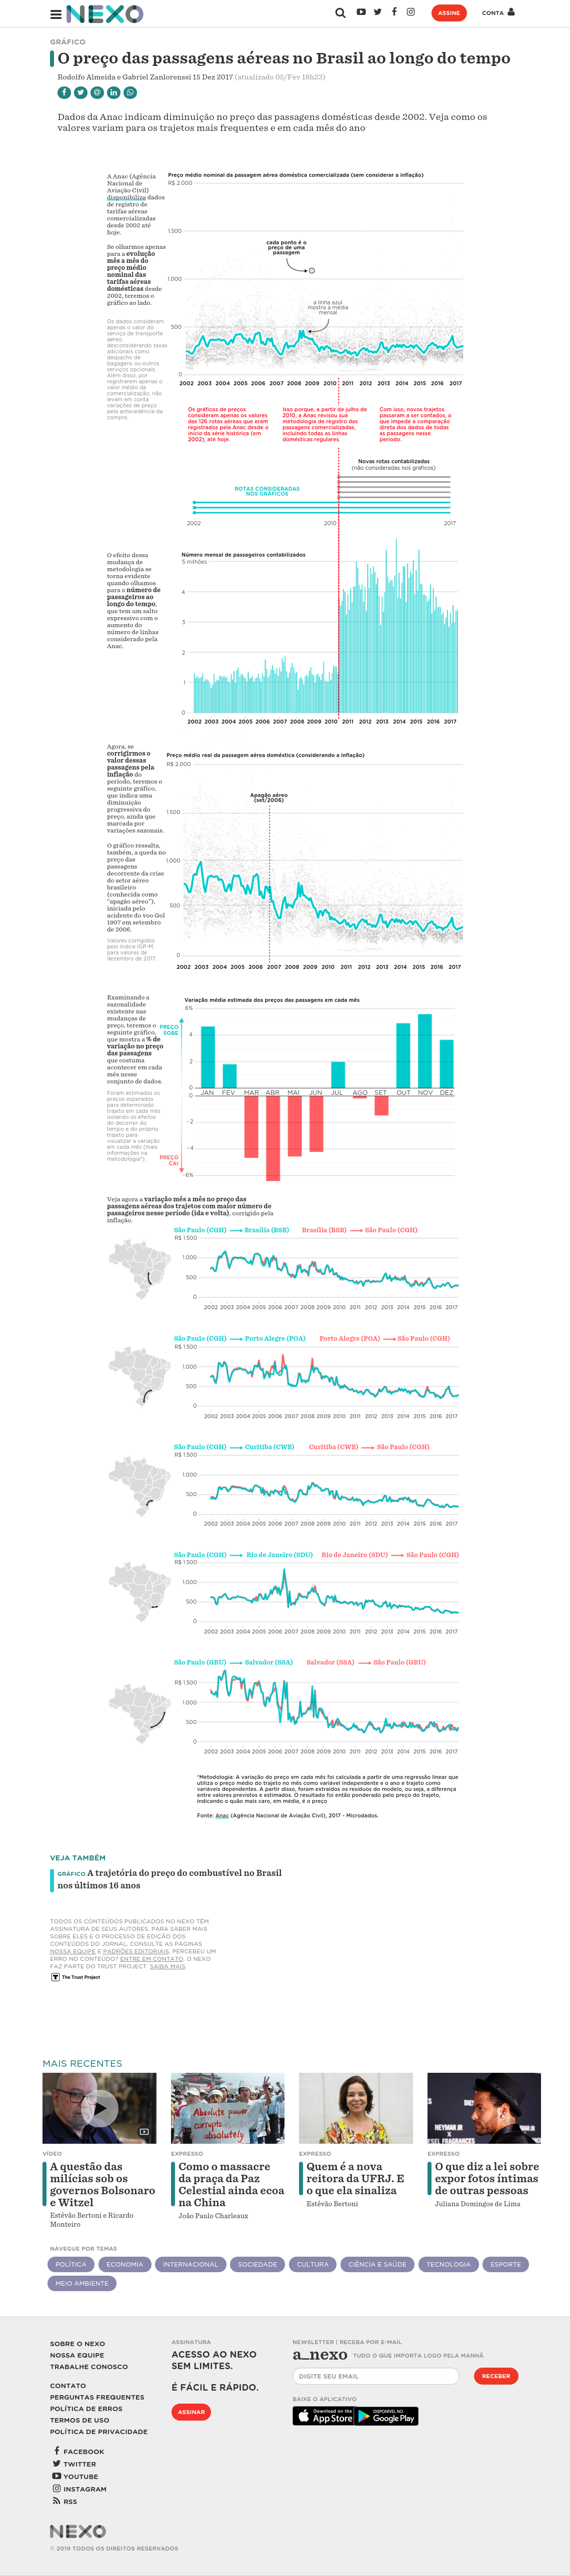 NEXO
ASSINE
CONTA
GRÁFICO
O preço das passagens aéreas no Brasil ao longo do tempo
Rodolfo Almeida e Gabriel Zanlorenssi 15 Dez 2017 (atualizado 05/Fev 18h23)
Dados da Anac indicam diminuição no preço das passagens domésticas desde 2002. Veja como os
valores variam para os trajetos mais frequentes e em cada mês do ano
A Anac (Agência
Nacional de
Aviação Civil)
disponibiliza dados
de registro de
tarifas aéreas
comercializadas
desde 2002 até
hoje.
Se olharmos apenas
para a evolução
mês a mês do
preço médio
nominal das
tarifas aéreas
domésticas desde
2002, teremos o
gráfico ao lado.
Os dados consideram
apenas o valor do
serviço de transporte
aéreo,
desconsiderando taxas
adicionais como
despacho de
bagagens ou outros
serviços opcionais.
Além disso, por
registrarem apenas o
valor médio da
comercialização, não
levam em conta
variações de preço
pela antecedência da
compra.
Preço médio nominal da passagem aérea doméstica comercializada (sem considerar a inflação)
R$ 2.000
1.500
1.000
500
0
cada ponto é o
preço de uma
passagem
a linha azul
mostra a média
mensal
2002 2003 2004 2005 2006 2007 2008 2009 2010 2011 2012 2013 2014 2015 2016 2017
Os gráficos de preços
consideram apenas os valores
das 126 rotas aéreas que eram
registrados pela Anac desde o
início da série histórica (em
2002), até hoje.
Isso porque, a partir de julho de
2010, a Anac revisou sua
metodologia de registro das
passagens comercializadas,
incluindo todas as linhas
domésticas regulares.
Com isso, novos trajetos
passaram a ser contados, o
que impede a comparação
direta dos dados de todas
as passagens nesse
período.
Novas rotas contabilizadas
(não consideradas nos gráficos)
ROTAS CONSIDERADAS
NOS GRÁFICOS
2002 2010 2017
O efeito dessa
mudança de
metodologia se
torna evidente
quando olhamos
para o número de
passageiros ao
longo do tempo,
que tem um salto
expressivo com o
aumento do
número de linhas
considerado pela
Anac.
Número mensal de passageiros contabilizados
5 milhões
4
3
2
1
0
2002 2003 2004 2005 2006 2007 2008 2009 2010 2011 2012 2013 2014 2015 2016 2017
Agora, se
corrigirmos o
valor dessas
passagens pela
inflação do
período, teremos o
seguinte gráfico,
que indica uma
diminuição
progressiva do
preço, ainda que
marcada por
variações sazonais.
O gráfico ressalta,
também, a queda no
preço das
passagens
decorrente da crise
do setor aéreo
brasileiro
(conhecida como
“apagão aéreo”),
iniciada pelo
acidente do voo Gol
1907 em setembro
de 2006.
Valores corrigidos
pelo índice IGP-M,
para valores de
dezembro de 2017.
Preço médio real da passagem aérea doméstica (considerando a inflação)
R$ 2.000
1.500
1.000
500
0
Apagão aéreo
(set/2006)
2002 2003 2004 2005 2006 2007 2008 2009 2010 2011 2012 2013 2014 2015 2016 2017
Examinando a
sazonalidade
existente nas
mudanças de
preço, teremos o
seguinte gráfico,
que mostra a % de
variação no preço
das passagens
que costuma
acontecer em cada
mês nesse
conjunto de dados.
Foram estimados os
preços esperados
para determinado
trajeto em cada mês
isolando os efeitos
do decorrer do
tempo e do próprio
trajeto para
visualizar a variação
em cada mês (mais
informações na
metodologia*).
Variação média estimada dos preços das passagens em cada mês
6%
PREÇO
SOBE
4
2
0
JAN FEV MAR ABR MAI JUN JUL AGO SET OUT NOV DEZ
0
−2
−4
PREÇO
CAI
−6%
Veja agora a variação mês a mês no preço das
passagens aéreas dos trajetos com maior número de
passageiros nesse período (ida e volta), corrigido pela
inflação.
São Paulo (CGH) Brasília (BSB) Brasília (BSB) São Paulo (CGH)
R$ 1.500
1.000
500
0
2002 2003 2004 2005 2006 2007 2008 2009 2010 2011 2012 2013 2014 2015 2016 2017
São Paulo (CGH) Porto Alegre (POA) Porto Alegre (POA) São Paulo (CGH)
R$ 1.500
1.000
500
0
2002 2003 2004 2005 2006 2007 2008 2009 2010 2011 2012 2013 2014 2015 2016 2017
São Paulo (CGH) Curitiba (CWB) Curitiba (CWB) São Paulo (CGH)
R$ 1.500
1.000
500
0
2002 2003 2004 2005 2006 2007 2008 2009 2010 2011 2012 2013 2014 2015 2016 2017
São Paulo (CGH) Rio de Janeiro (SDU) Rio de Janeiro (SDU) São Paulo (CGH)
R$ 1.500
1.000
500
0
2002 2003 2004 2005 2006 2007 2008 2009 2010 2011 2012 2013 2014 2015 2016 2017
São Paulo (GRU) Salvador (SSA) Salvador (SSA) São Paulo (GRU)
R$ 1.500
1.000
500
0
2002 2003 2004 2005 2006 2007 2008 2009 2010 2011 2012 2013 2014 2015 2016 2017
*Metodologia: A variação do preço em cada mês foi calculada a partir de uma regressão linear que
utiliza o preço médio do trajeto no mês como variável independente e o ano e trajeto como
variáveis dependentes. A partir disso, foram extraídos os resíduos do modelo, ou seja, a diferença
entre valores previstos e estimados. O resultado foi então ponderado pelo preço do trajeto,
indicando o quão mais caro, em média, é o preço
Fonte: Anac (Agência Nacional de Aviação Civil), 2017 - Microdados.
VEJA TAMBÉM
GRÁFICO A trajetória do preço do combustível no Brasil
nos últimos 16 anos
TODOS OS CONTEÚDOS PUBLICADOS NO NEXO TÊM
ASSINATURA DE SEUS AUTORES. PARA SABER MAIS
SOBRE ELES E O PROCESSO DE EDIÇÃO DOS
CONTEÚDOS DO JORNAL, CONSULTE AS PÁGINAS
NOSSA EQUIPE E PADRÕES EDITORIAIS. PERCEBEU UM
ERRO NO CONTEÚDO? ENTRE EM CONTATO. O NEXO
FAZ PARTE DO TRUST PROJECT. SAIBA MAIS.
The Trust Project
MAIS RECENTES
Absolute power
corrupts
absolutely
NEYMAR JR
VÍDEO
A questão das
milícias sob os
governos Bolsonaro
e Witzel
Estêvão Bertoni e Ricardo
Monteiro
EXPRESSO
Como o massacre
da praça da Paz
Celestial ainda ecoa
na China
João Paulo Charleaux
EXPRESSO
Quem é a nova
reitora da UFRJ. E
o que ela sinaliza
Estêvão Bertoni
EXPRESSO
O que diz a lei sobre
expor fotos íntimas
de outras pessoas
Juliana Domingos de Lima
NAVEGUE POR TEMAS
POLÍTICA ECONOMIA INTERNACIONAL SOCIEDADE CULTURA CIÊNCIA E SAÚDE TECNOLOGIA ESPORTE
MEIO AMBIENTE
SOBRE O NEXO
NOSSA EQUIPE
TRABALHE CONOSCO
CONTATO
PERGUNTAS FREQUENTES
POLÍTICA DE ERROS
TERMOS DE USO
POLÍTICA DE PRIVACIDADE
FACEBOOK
TWITTER
YOUTUBE
INSTAGRAM
RSS
ASSINATURA
ACESSO AO NEXO
SEM LIMITES.
É FÁCIL E RÁPIDO.
ASSINAR
NEWSLETTER | RECEBA POR E-MAIL
a_nexo TUDO O QUE IMPORTA LOGO PELA MANHÃ
DIGITE SEU EMAIL
RECEBER
BAIXE O APLICATIVO
Download on the
App Store
DISPONÍVEL NO
Google Play
NEXO
© 2019 TODOS OS DIREITOS RESERVADOS